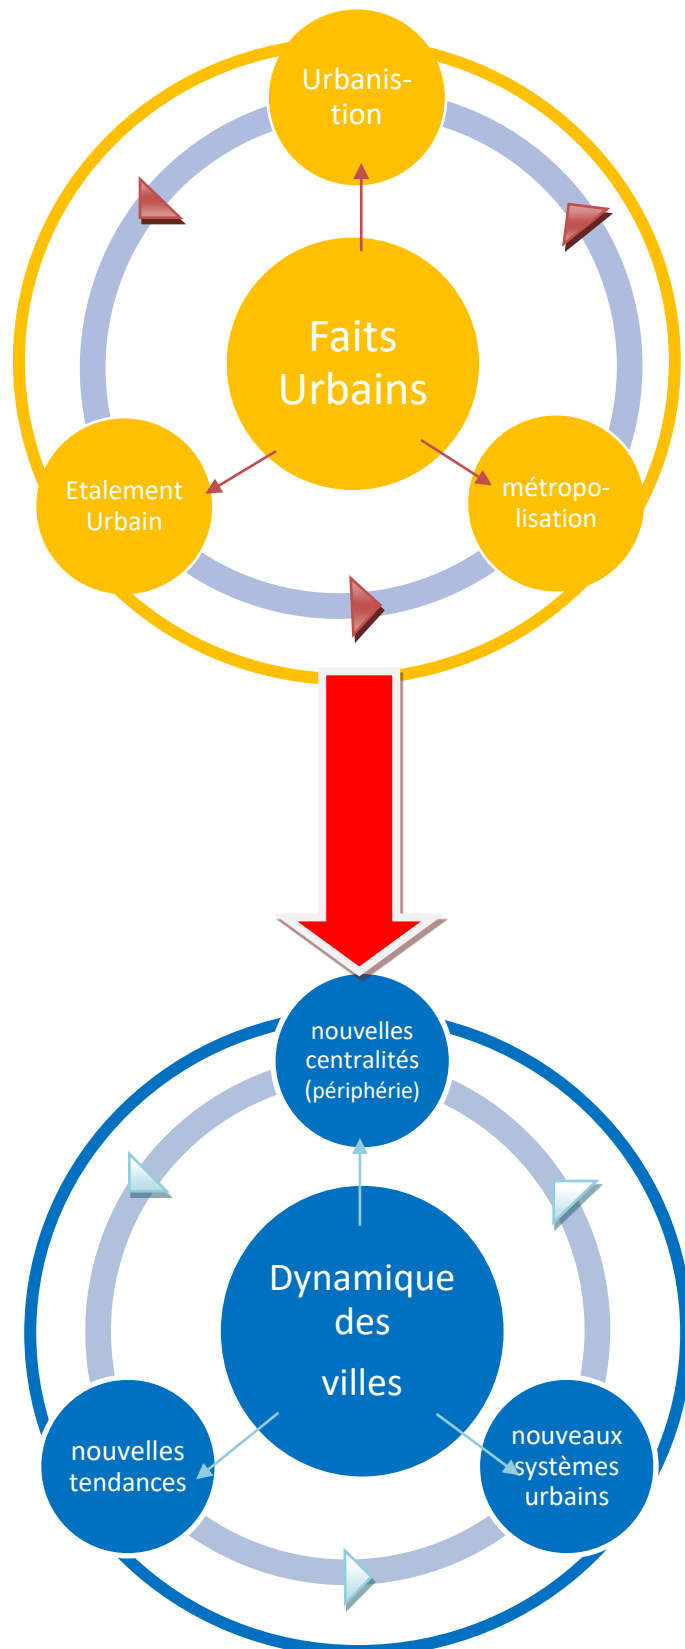 Urbanis-
tion
Faits
Urbains
Etalement
Urbain
métropo-
lisation
nouvelles
centralités
(périphérie)
Dynamique
des
villes
nouvelles
tendances
nouveaux
systèmes
urbains